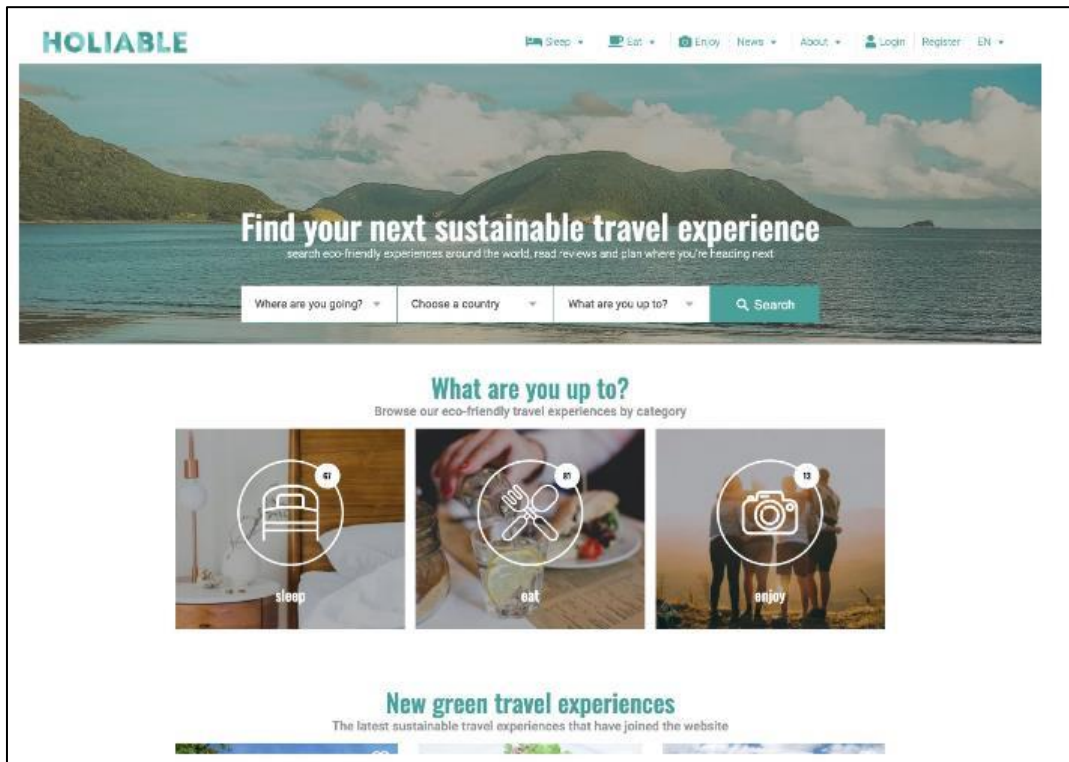 HOLIABLE
Sleep Eat Enjoy News About Login Register EN
Find your next sustainable travel experience
search eco-friendly experiences around the world, read reviews and plan where you're heading next
Where are you going? Choose a country What are you up to? Search
What are you up to?
Browse our eco-friendly travel experiences by category
67 81 13
sleep eat enjoy
New green travel experiences
The latest sustainable travel experiences that have joined the website